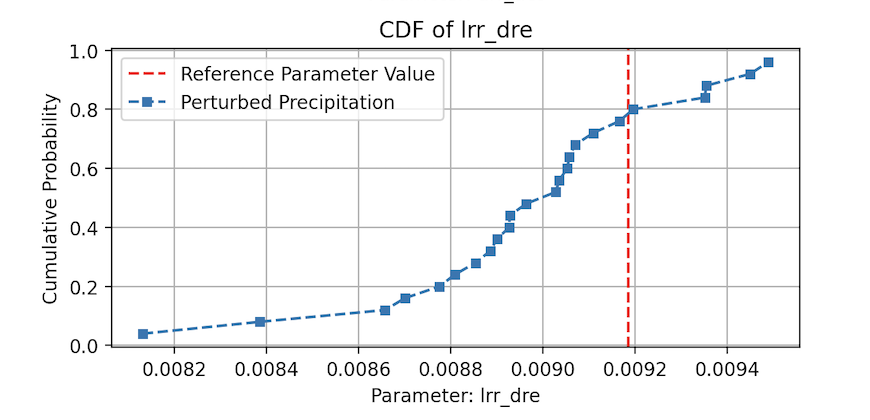 CDF of lrr_dre
Cumulative Probability
1.0
0.8
0.6
0.4
0.2
0.0
Reference Parameter Value
Perturbed Precipitation
0.0082 0.0084 0.0086 0.0088 0.0090 0.0092 0.0094
Parameter: lrr_dre